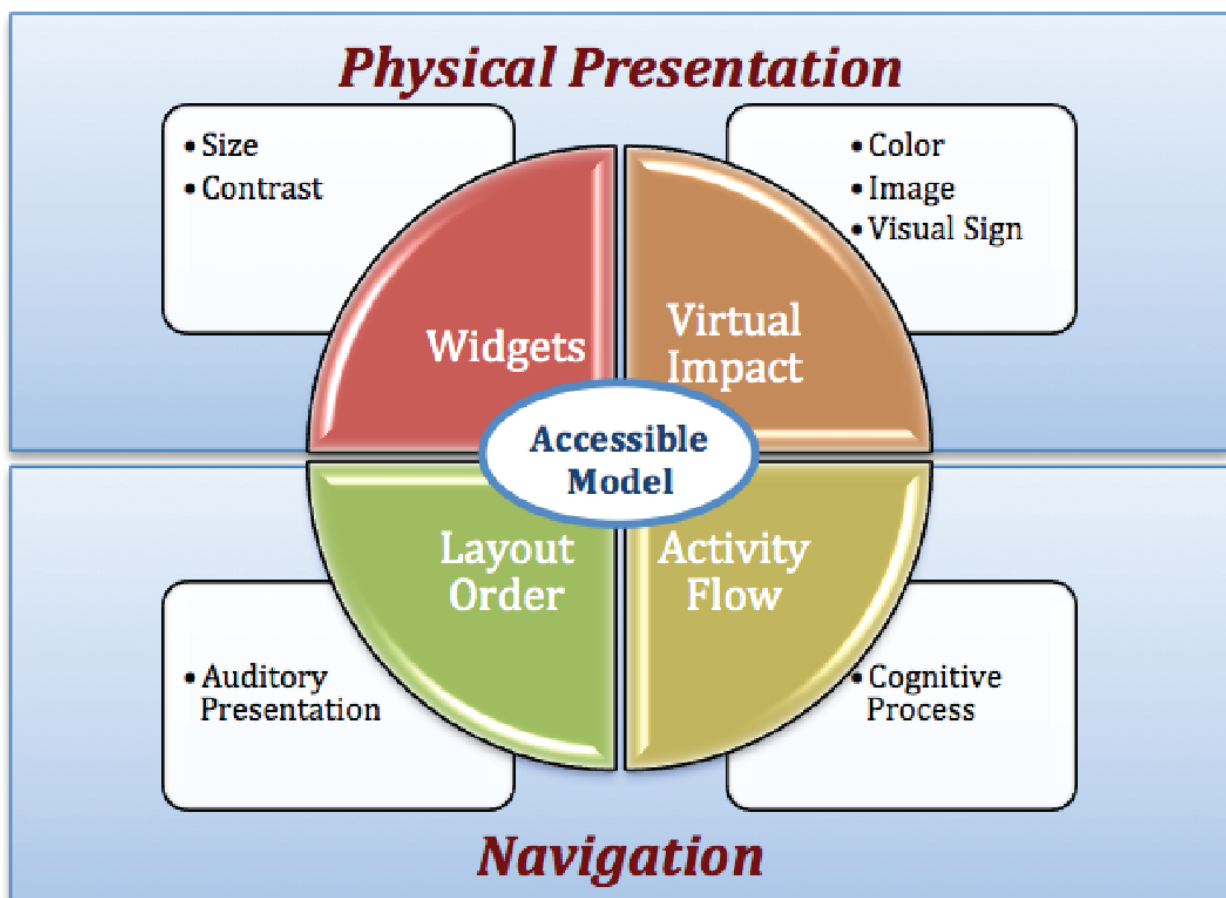 Physical Presentation
• Size
• Contrast
• Color
• Image
• Visual Sign
Widgets
Virtual
Impact
Accessible
Model
Layout
Order
Activity
Flow
• Auditory
Presentation
• Cognitive
Process
Navigation